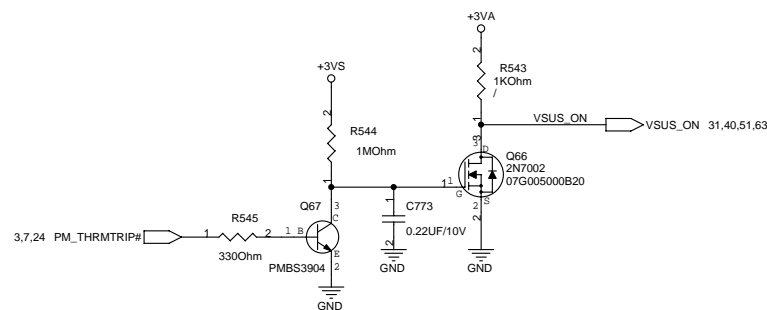 +3VA
2
R543
1KOhm
/
1
+3VS
2
R544
1MOhm
1
VSUS_ON
VSUS_ON 31,40,51,63
3
3 D
Q66
2N7002
07G005000B20
1 1
G
S
2
2
GND
Q67
3
C
1
C773
0.22UF/10V
2
GND
R545
3,7,24 PM_THRMTRIP#
1
2
1 B
330Ohm
E
PMBS3904
2
GND